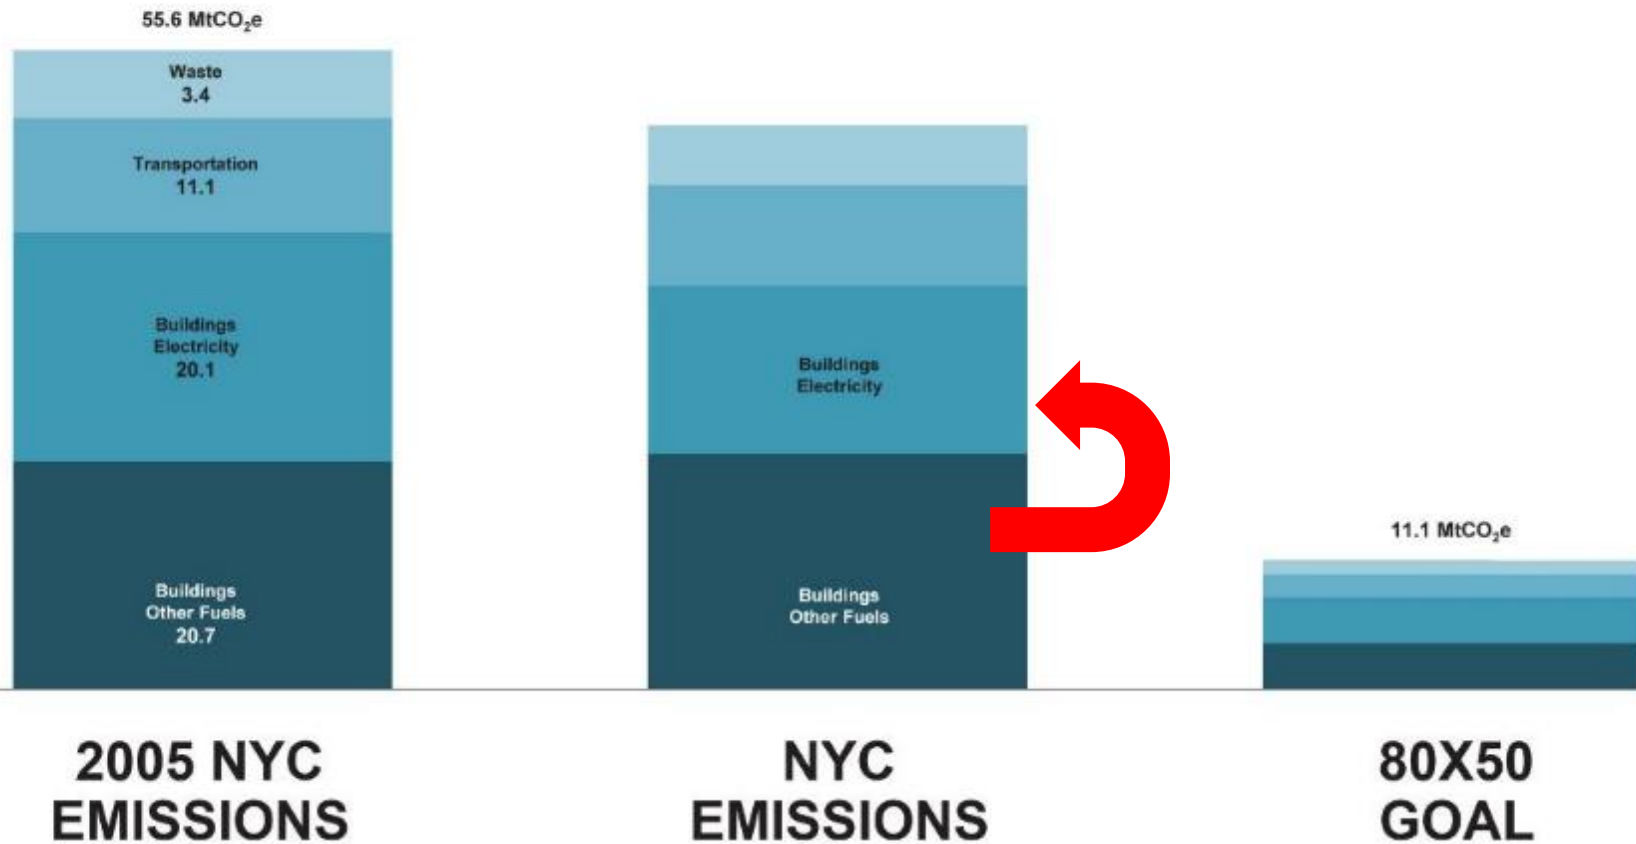 55.6 MtCO₂e
Waste
3.4
Transportation
11.1
Buildings
Electricity
20.1
Buildings
Other Fuels
20.7
2005 NYC
EMISSIONS
Buildings
Electricity
Buildings
Other Fuels
NYC
EMISSIONS
11.1 MtCO₂e
80X50
GOAL